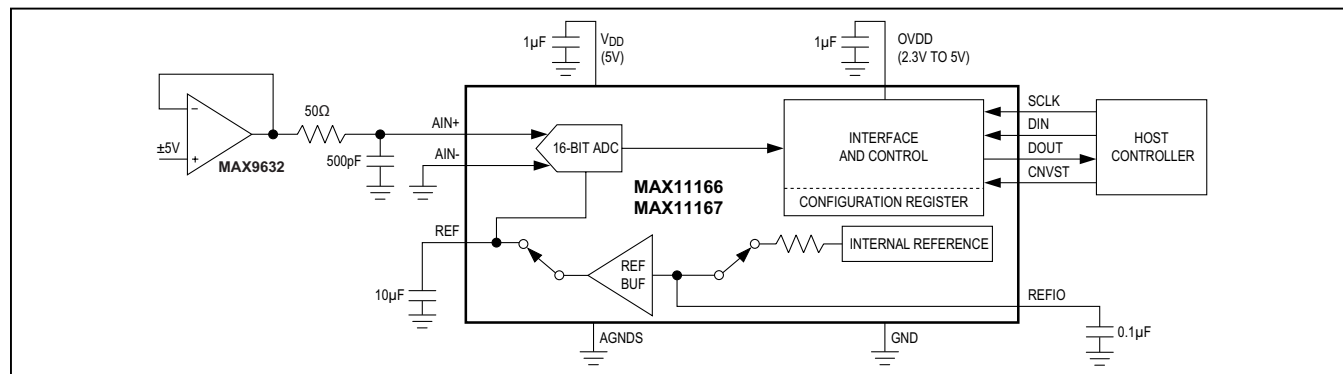 1µF
VDD
(5V)
1µF
OVDD
(2.3V TO 5V)
50Ω
±5V
−
+
MAX9632
500pF
AIN+
AIN-
16-BIT ADC
MAX11166
MAX11167
INTERFACE
AND CONTROL
CONFIGURATION REGISTER
SCLK
DIN
DOUT
CNVST
HOST
CONTROLLER
REF
10µF
REF
BUF
INTERNAL REFERENCE
REFIO
0.1µF
AGNDS
GND